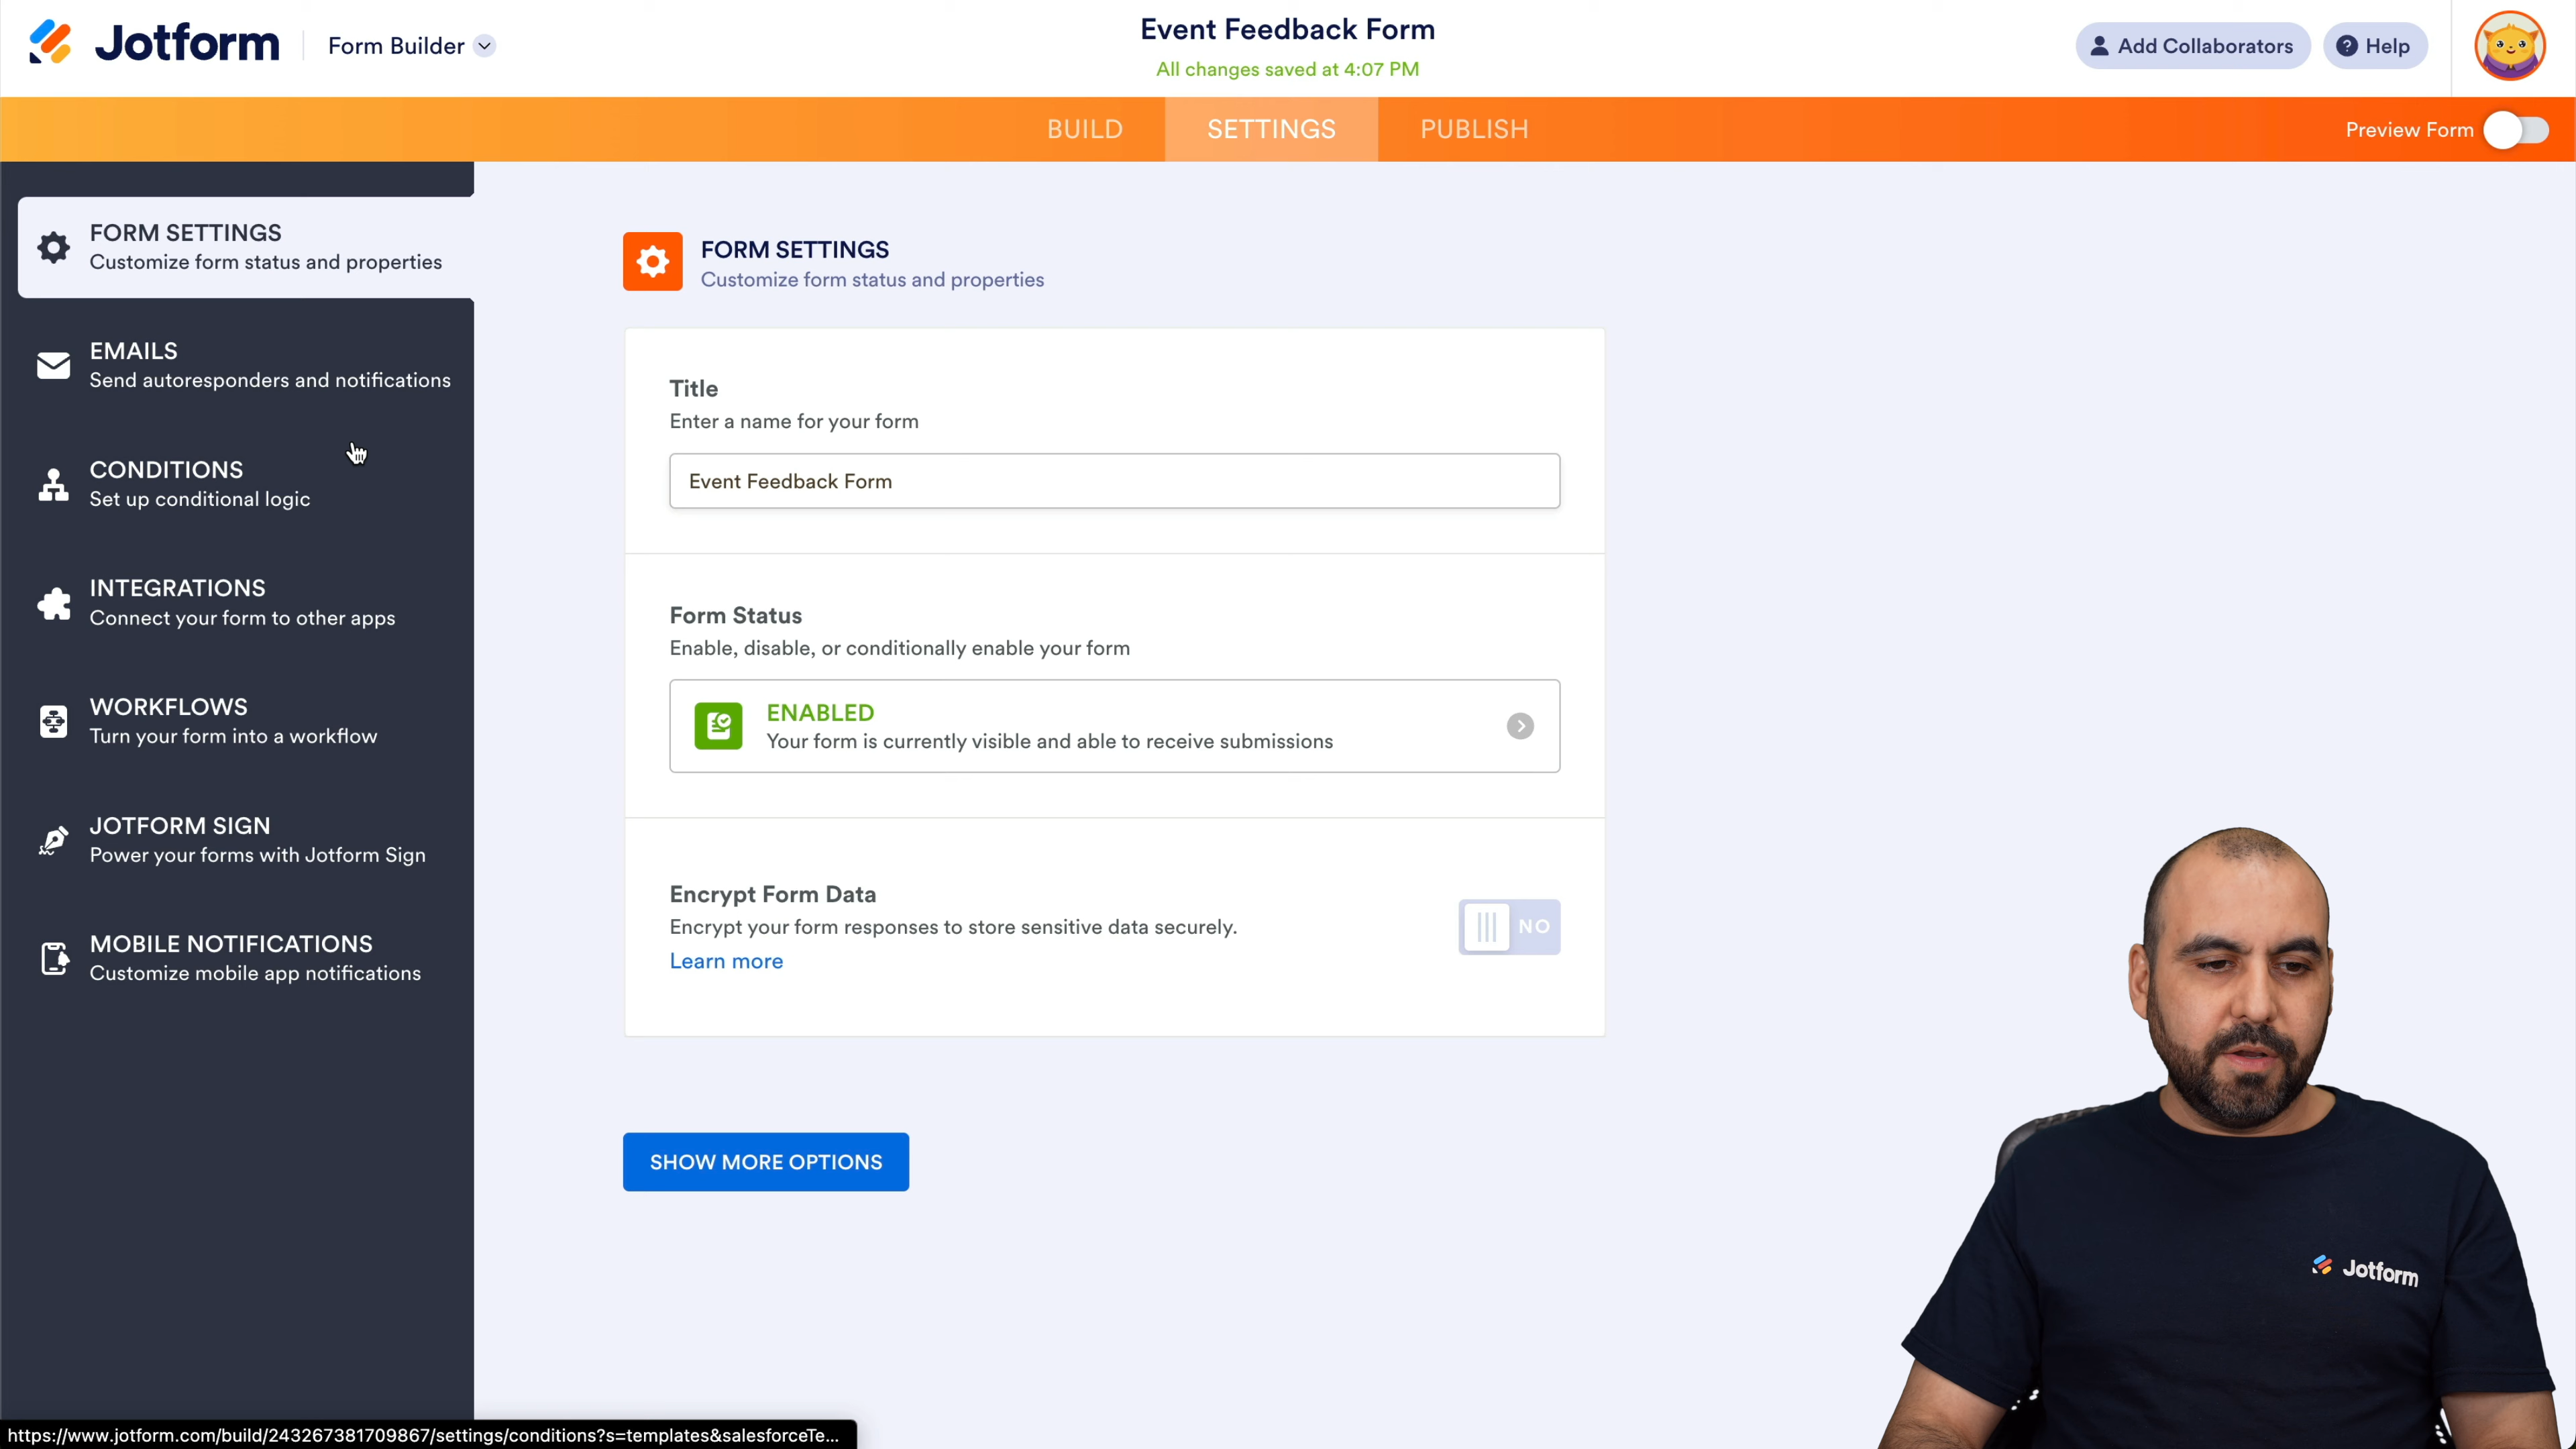 Jotform
Form Builder
Event Feedback Form
All changes saved at 4:07 PM
Add Collaborators
Help
BUILD
SETTINGS
PUBLISH
Preview Form
FORM SETTINGS
Customize form status and properties
EMAILS
Send autoresponders and notifications
CONDITIONS
Set up conditional logic
INTEGRATIONS
Connect your form to other apps
WORKFLOWS
Turn your form into a workflow
JOTFORM SIGN
Power your forms with Jotform Sign
MOBILE NOTIFICATIONS
Customize mobile app notifications
FORM SETTINGS
Customize form status and properties
Title
Enter a name for your form
Event Feedback Form
Form Status
Enable, disable, or conditionally enable your form
ENABLED
Your form is currently visible and able to receive submissions
Encrypt Form Data
Encrypt your form responses to store sensitive data securely.
NO
Learn more
SHOW MORE OPTIONS
Jotform
https://www.jotform.com/build/243267381709867/settings/conditions?s=templates&salesforceTe...